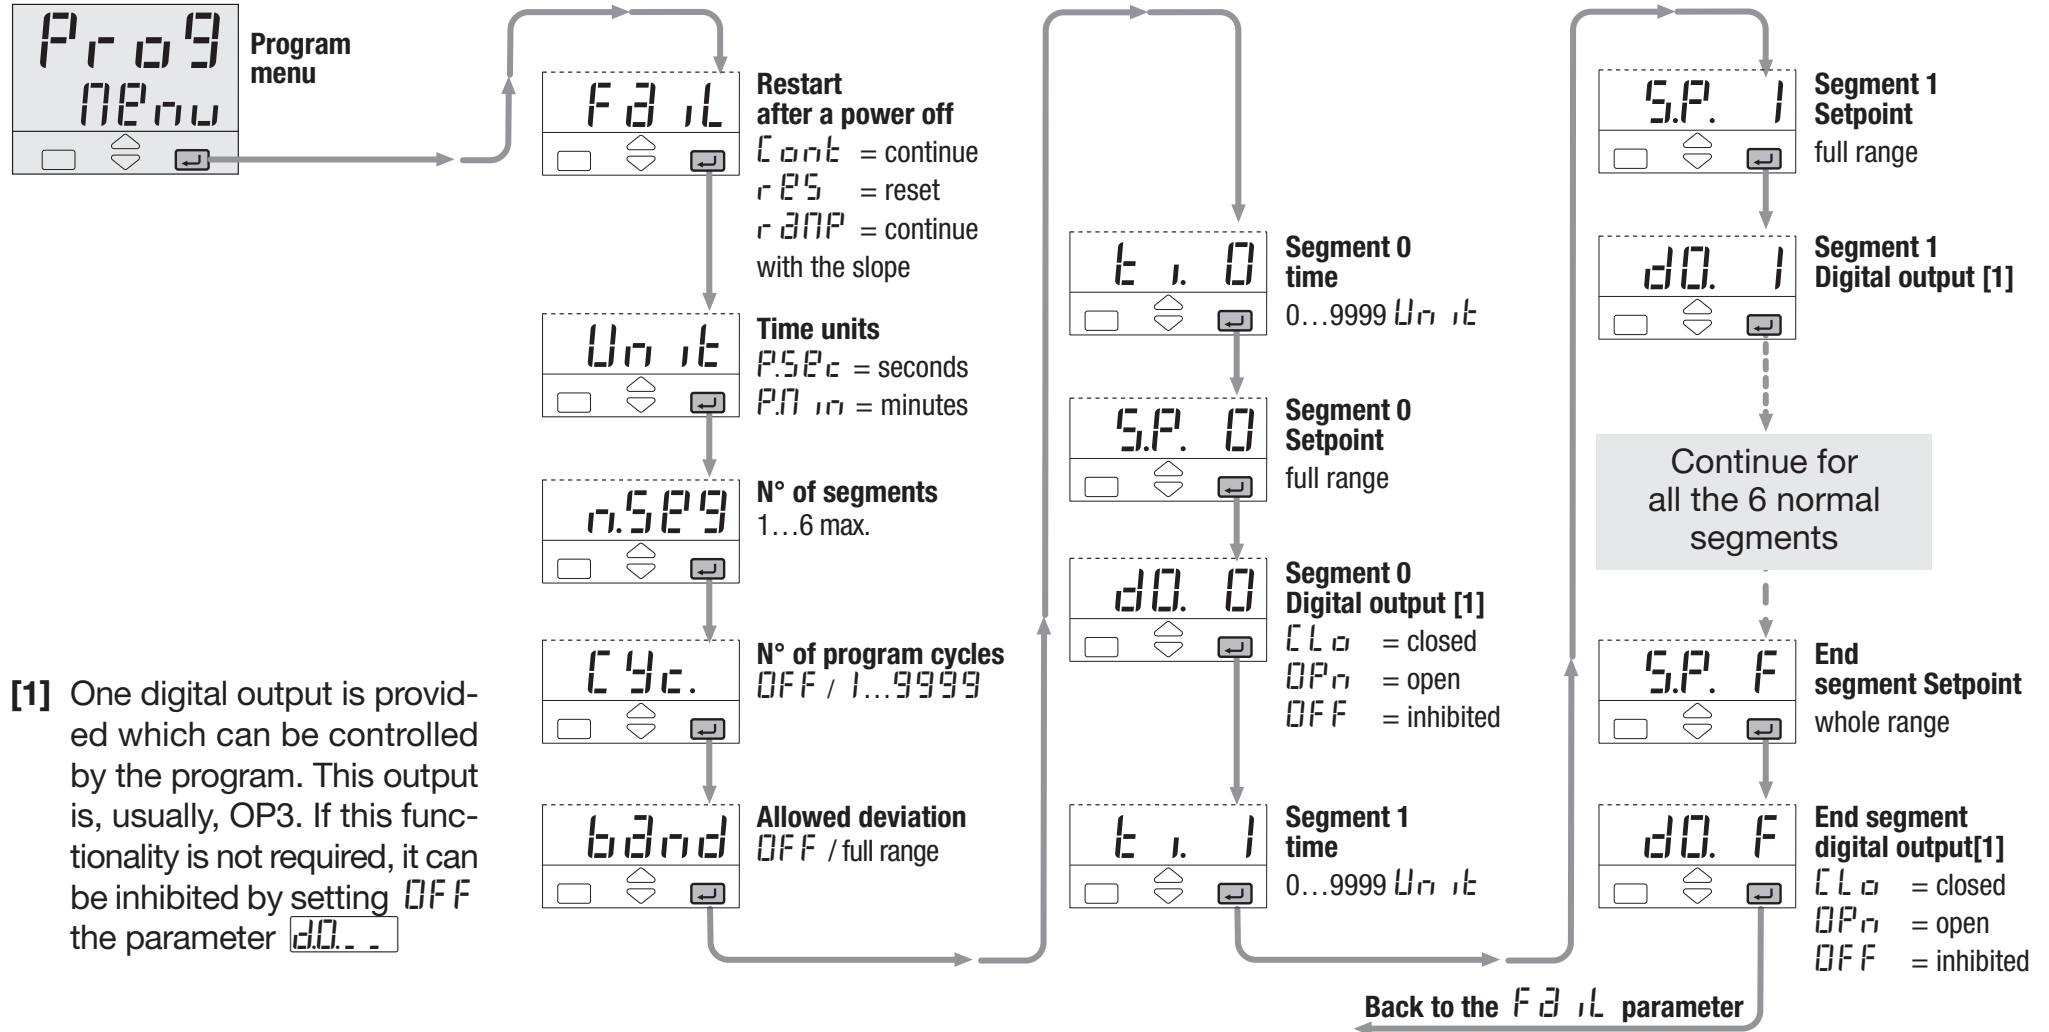 Prog
MEnu
Program
menu
FaiL
Restart
after a power off
Cont = continue
rES = reset
raMP = continue
with the slope
Unit
Time units
P.SEc = seconds
P.Min = minutes
n.SEg
N° of segments
1…6 max.
Cyc.
N° of program cycles
OFF / 1…9999
band
Allowed deviation
OFF / full range
[1] One digital output is provid-
ed which can be controlled
by the program. This output
is, usually, OP3. If this func-
tionality is not required, it can
be inhibited by setting OFF
the parameter d.O._ _
ti. 0
Segment 0
time
0…9999 Unit
S.P. 0
Segment 0
Setpoint
full range
dO. 0
Segment 0
Digital output [1]
CLo = closed
OPn = open
OFF = inhibited
ti. 1
Segment 1
time
0…9999 Unit
S.P. 1
Segment 1
Setpoint
full range
dO. 1
Segment 1
Digital output [1]
Continue for
all the 6 normal
segments
S.P. F
End
segment Setpoint
whole range
dO. F
End segment
digital output[1]
CLo = closed
OPn = open
OFF = inhibited
Back to the FaiL parameter